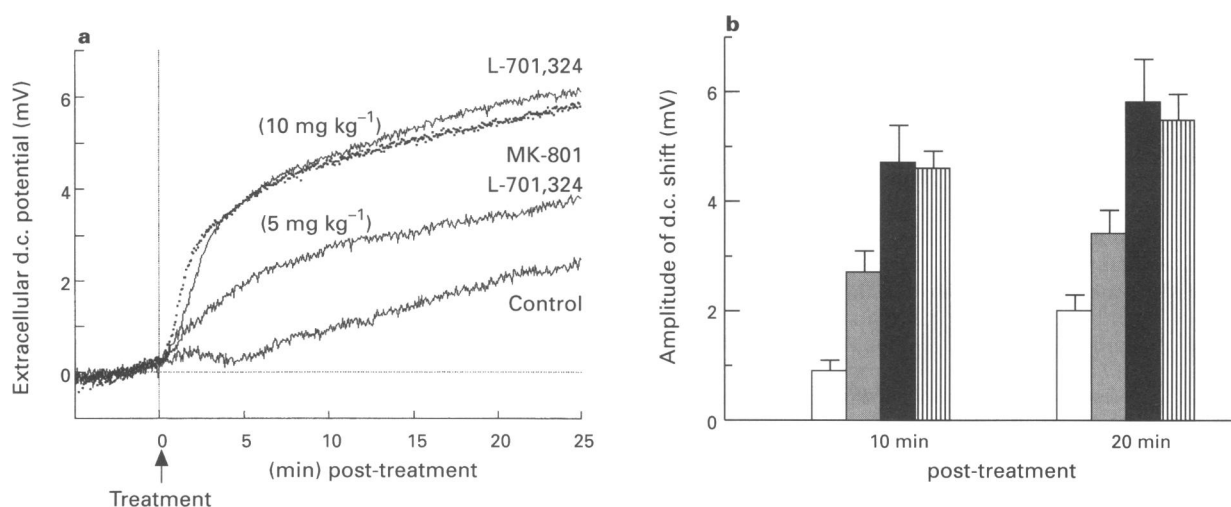 a
Extracellular d.c. potential (mV)
6
4
2
0
L-701,324
(10 mg kg⁻¹)
MK-801
L-701,324
(5 mg kg⁻¹)
Control
0 5 10 15 20 25
(min) post-treatment
Treatment
b
Amplitude of d.c. shift (mV)
6
4
2
0
10 min 20 min
post-treatment